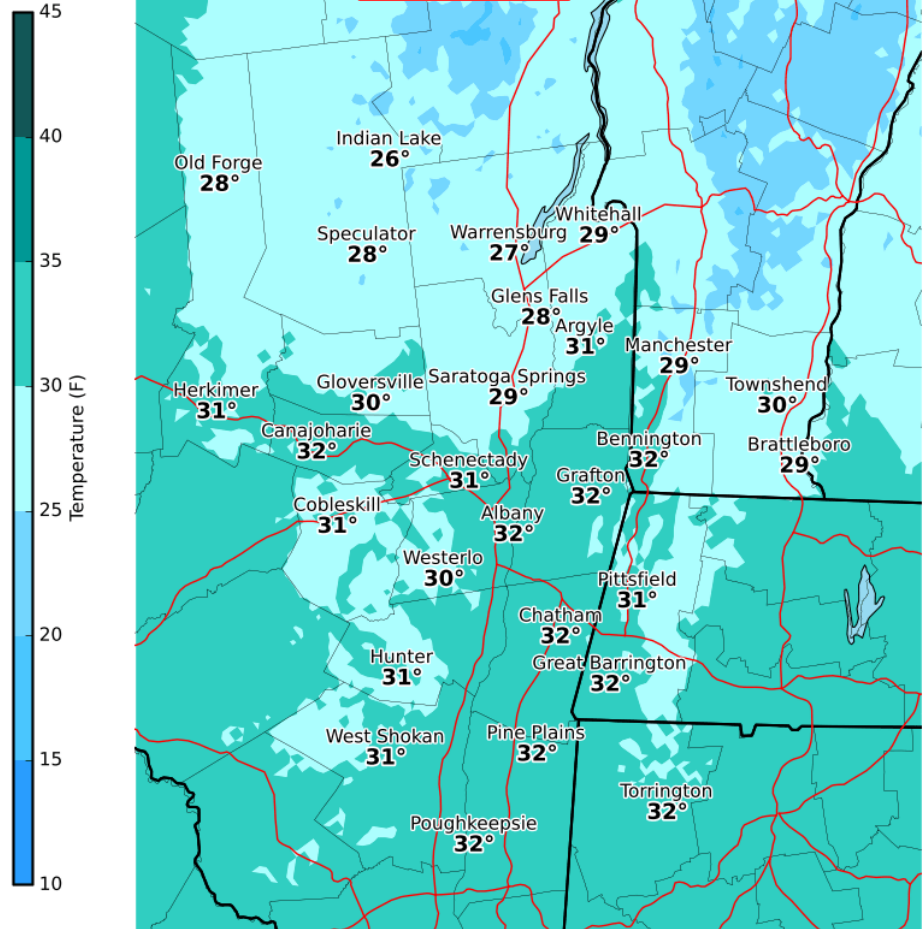 45
40
35
30
25
20
15
10
Temperature (F)
Indian Lake
26°
Old Forge
28°
Whitehall
29°
Speculator
28°
Warrensburg
27°
Glens Falls
28°
Argyle
31°
Manchester
29°
Herkimer
31°
Gloversville
30°
Saratoga Springs
29°
Townshend
30°
Canajoharie
32°
Bennington
32°
Brattleboro
29°
Schenectady
31°
Grafton
32°
Cobleskill
31°
Albany
32°
Westerlo
30°
Pittsfield
31°
Chatham
32°
Hunter
31°
Great Barrington
32°
West Shokan
31°
Pine Plains
32°
Torrington
32°
Poughkeepsie
32°